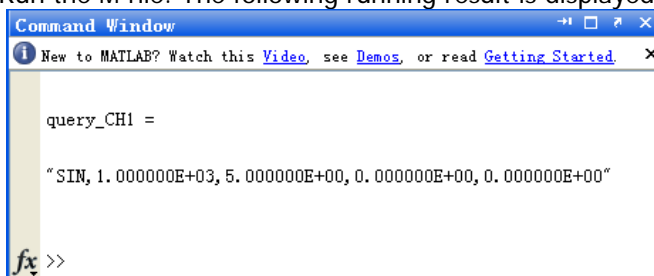 Run the M file. The following running result is displayed
Command Window
New to MATLAB? Watch this Video, see Demos, or read Getting Started.
query_CH1 =
"SIN,1.000000E+03,5.000000E+00,0.000000E+00,0.000000E+00"
fx >>